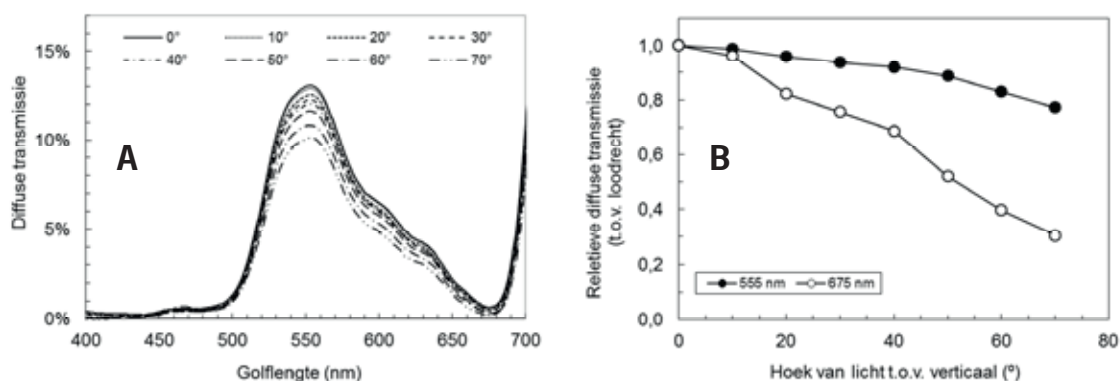 0° 10° 20° 30°
40° 50° 60° 70°
15%
10%
5%
0%
Diffuse transmissie
A
400 450 500 550 600 650 700
Golflengte (nm)
1,0
0,8
0,6
0,4
0,2
0,0
Reletieve diffuse transmissie
(t.o.v. loodrecht)
B
555 nm 675 nm
0 20 40 60 80
Hoek van licht t.o.v. verticaal (°)